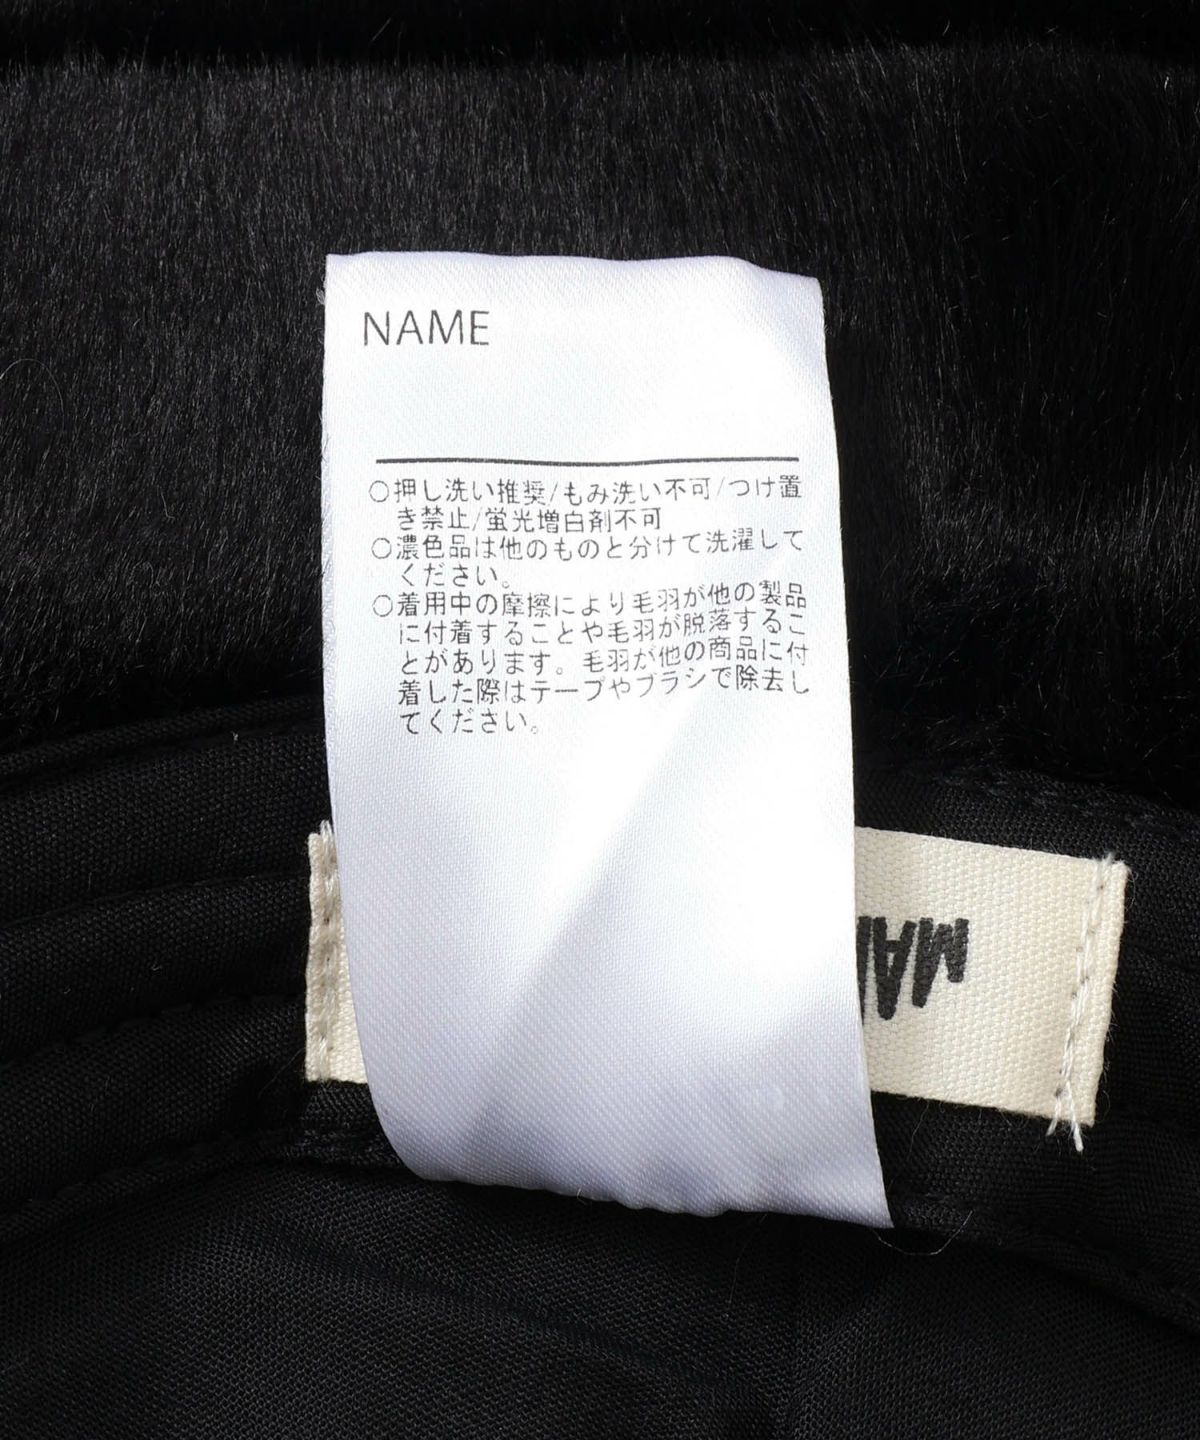 NAME
○押し洗い推奨/もみ洗い不可/つけ置
き禁止/蛍光増白剤不可
○濃色品は他のものと分けて洗濯して
ください。
○着用中の摩擦により毛羽が他の製品
に付着することや毛羽が脱落するこ
とがあります。毛羽が他の商品に付
着した際はテープやブラシで除去し
てください。